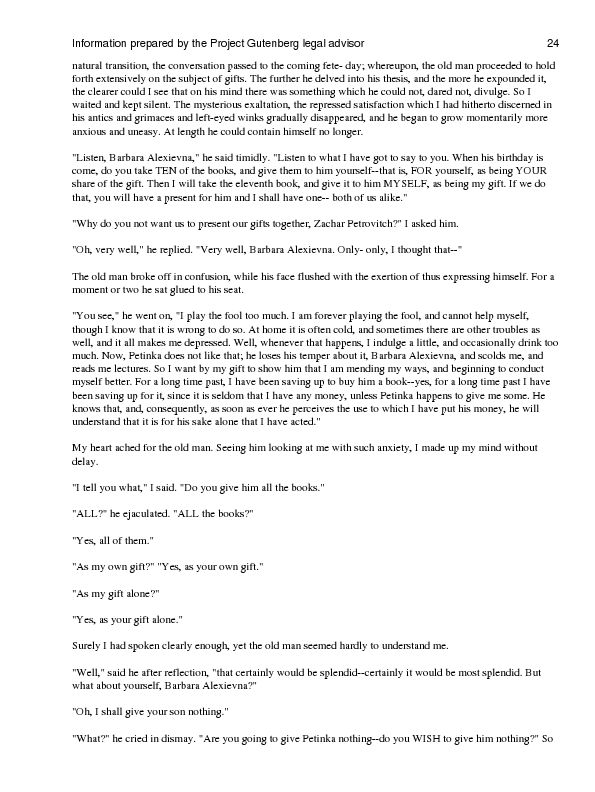 Information prepared by the Project Gutenberg legal advisor 24
natural transition, the conversation passed to the coming fete- day; whereupon, the old man proceeded to hold
forth extensively on the subject of gifts. The further he delved into his thesis, and the more he expounded it,
the clearer could I see that on his mind there was something which he could not, dared not, divulge. So I
waited and kept silent. The mysterious exaltation, the repressed satisfaction which I had hitherto discerned in
his antics and grimaces and left-eyed winks gradually disappeared, and he began to grow momentarily more
anxious and uneasy. At length he could contain himself no longer.
"Listen, Barbara Alexievna," he said timidly. "Listen to what I have got to say to you. When his birthday is
come, do you take TEN of the books, and give them to him yourself--that is, FOR yourself, as being YOUR
share of the gift. Then I will take the eleventh book, and give it to him MYSELF, as being my gift. If we do
that, you will have a present for him and I shall have one-- both of us alike."
"Why do you not want us to present our gifts together, Zachar Petrovitch?" I asked him.
"Oh, very well," he replied. "Very well, Barbara Alexievna. Only- only, I thought that--"
The old man broke off in confusion, while his face flushed with the exertion of thus expressing himself. For a
moment or two he sat glued to his seat.
"You see," he went on, "I play the fool too much. I am forever playing the fool, and cannot help myself,
though I know that it is wrong to do so. At home it is often cold, and sometimes there are other troubles as
well, and it all makes me depressed. Well, whenever that happens, I indulge a little, and occasionally drink too
much. Now, Petinka does not like that; he loses his temper about it, Barbara Alexievna, and scolds me, and
reads me lectures. So I want by my gift to show him that I am mending my ways, and beginning to conduct
myself better. For a long time past, I have been saving up to buy him a book--yes, for a long time past I have
been saving up for it, since it is seldom that I have any money, unless Petinka happens to give me some. He
knows that, and, consequently, as soon as ever he perceives the use to which I have put his money, he will
understand that it is for his sake alone that I have acted."
My heart ached for the old man. Seeing him looking at me with such anxiety, I made up my mind without
delay.
"I tell you what," I said. "Do you give him all the books."
"ALL?" he ejaculated. "ALL the books?"
"Yes, all of them."
"As my own gift?" "Yes, as your own gift."
"As my gift alone?"
"Yes, as your gift alone."
Surely I had spoken clearly enough, yet the old man seemed hardly to understand me.
"Well," said he after reflection, "that certainly would be splendid--certainly it would be most splendid. But
what about yourself, Barbara Alexievna?"
"Oh, I shall give your son nothing."
"What?" he cried in dismay. "Are you going to give Petinka nothing--do you WISH to give him nothing?" So